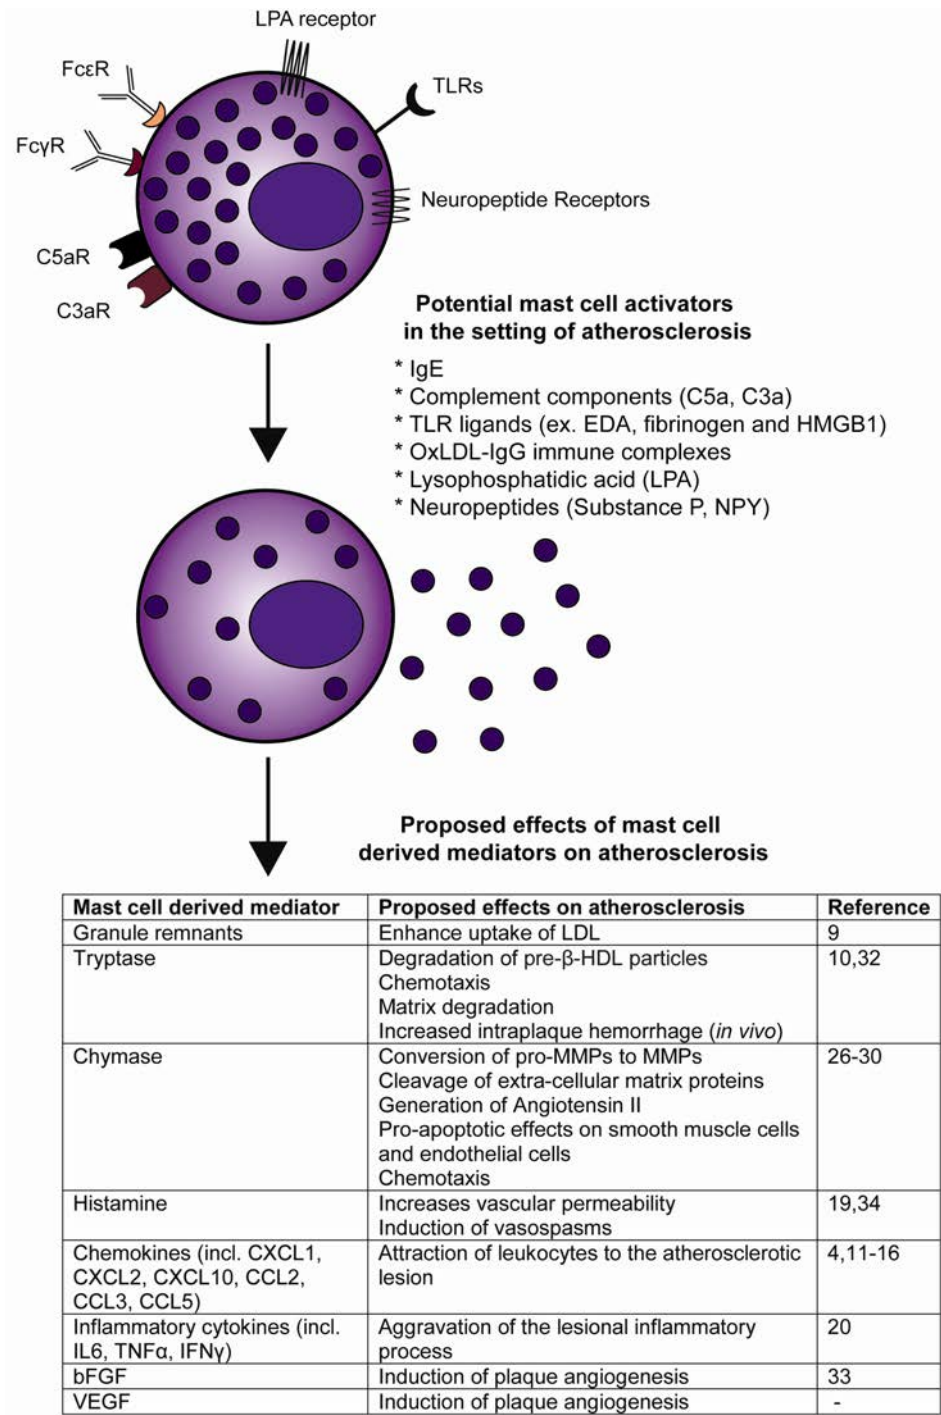 LPA receptor
FcεR
TLRs
FcγR
Neuropeptide Receptors
C5aR
C3aR
Potential mast cell activators
in the setting of atherosclerosis
* IgE
* Complement components (C5a, C3a)
* TLR ligands (ex. EDA, fibrinogen and HMGB1)
* OxLDL-IgG immune complexes
* Lysophosphatidic acid (LPA)
* Neuropeptides (Substance P, NPY)
Proposed effects of mast cell
derived mediators on atherosclerosis
Mast cell derived mediator Proposed effects on atherosclerosis Reference
Granule remnants Enhance uptake of LDL 9
Tryptase Degradation of pre-β-HDL particles 10,32
Chemotaxis
Matrix degradation
Increased intraplaque hemorrhage (in vivo)
Chymase Conversion of pro-MMPs to MMPs 26-30
Cleavage of extra-cellular matrix proteins
Generation of Angiotensin II
Pro-apoptotic effects on smooth muscle cells
and endothelial cells
Chemotaxis
Histamine Increases vascular permeability 19,34
Induction of vasospasms
Chemokines (incl. CXCL1, Attraction of leukocytes to the atherosclerotic 4,11-16
CXCL2, CXCL10, CCL2, lesion
CCL3, CCL5)
Inflammatory cytokines (incl. Aggravation of the lesional inflammatory 20
IL6, TNFα, IFNγ) process
bFGF Induction of plaque angiogenesis 33
VEGF Induction of plaque angiogenesis -